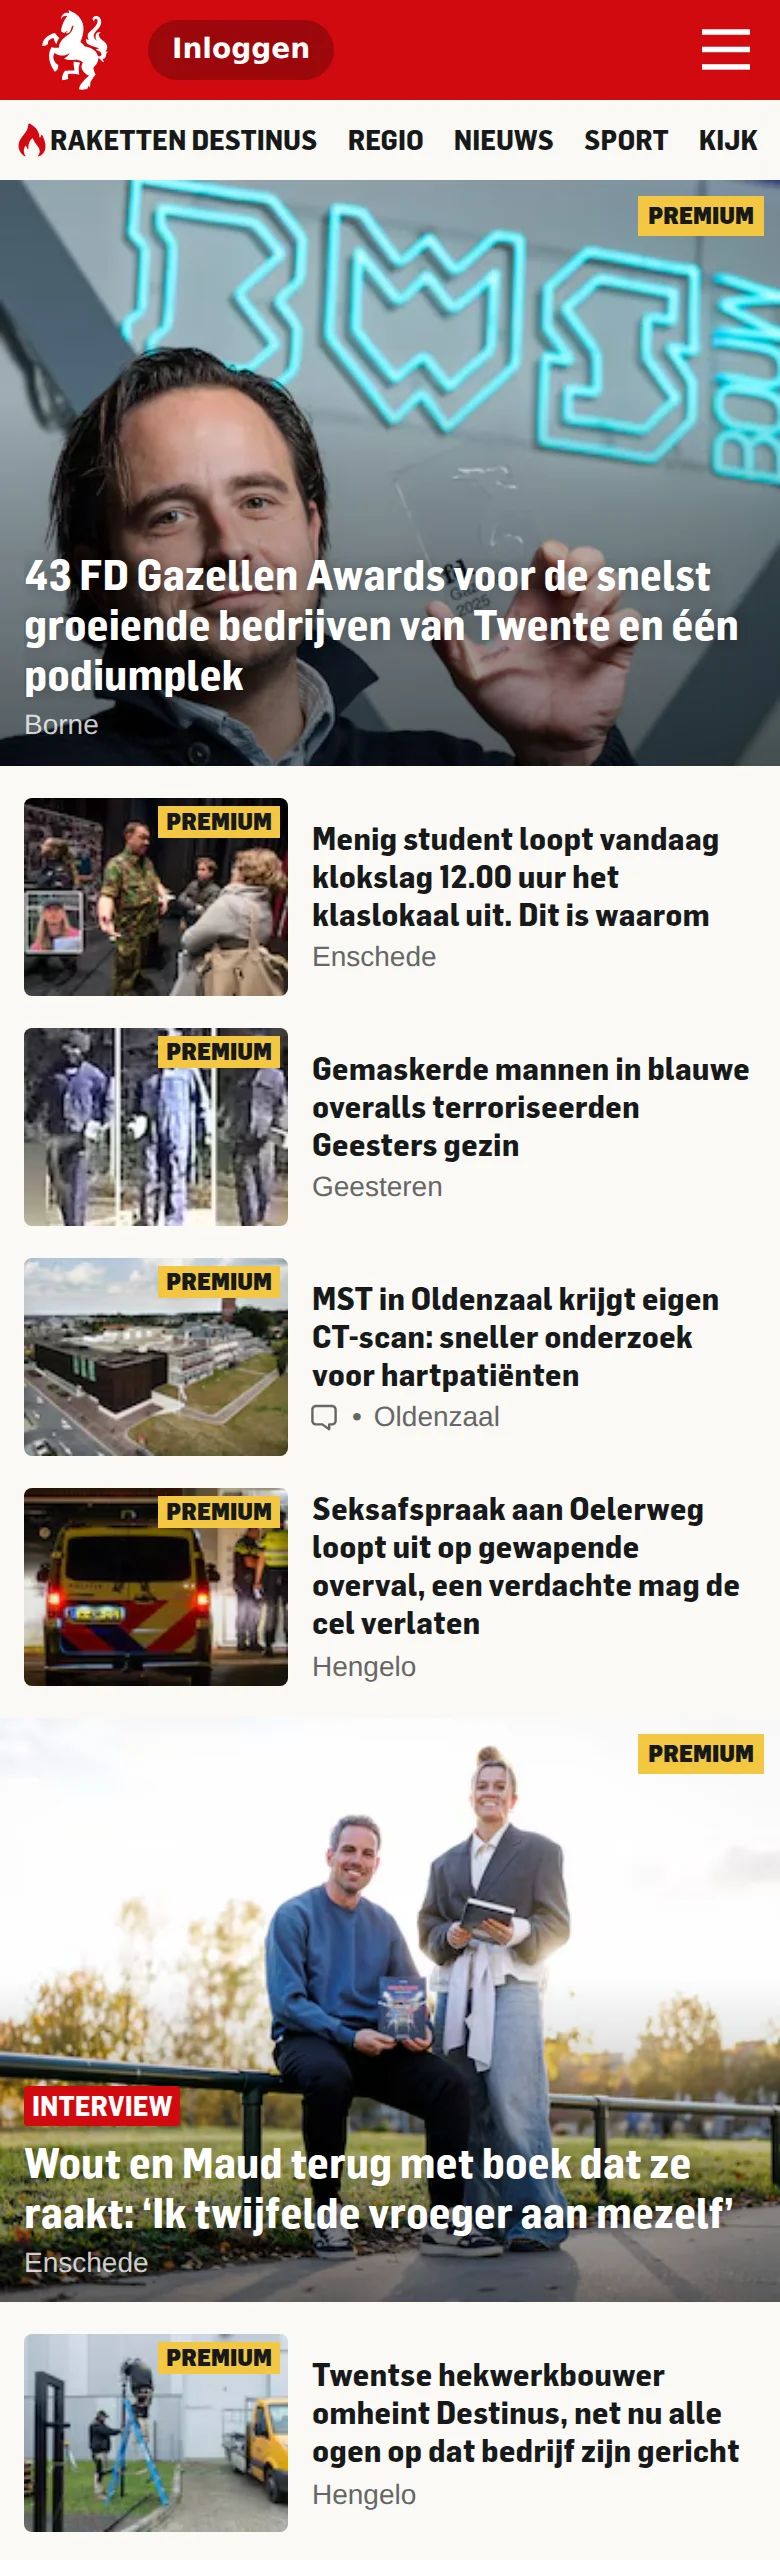 Inloggen
RAKETTEN DESTINUS REGIO NIEUWS SPORT KIJK
PREMIUM
BWS
BOUW
fd
2025
43 FD Gazellen Awards voor de snelst
groeiende bedrijven van Twente en één
podiumplek
Borne
PREMIUM
Menig student loopt vandaag
klokslag 12.00 uur het
klaslokaal uit. Dit is waarom
Enschede
PREMIUM
Gemaskerde mannen in blauwe
overalls terroriseerden
Geesters gezin
Geesteren
PREMIUM
MST in Oldenzaal krijgt eigen
CT-scan: sneller onderzoek
voor hartpatiënten
• Oldenzaal
PREMIUM
Seksafspraak aan Oelerweg
loopt uit op gewapende
overval, een verdachte mag de
cel verlaten
Hengelo
PREMIUM
INTERVIEW
Wout en Maud terug met boek dat ze
raakt: ‘Ik twijfelde vroeger aan mezelf’
Enschede
PREMIUM
Twentse hekwerkbouwer
omheint Destinus, net nu alle
ogen op dat bedrijf zijn gericht
Hengelo